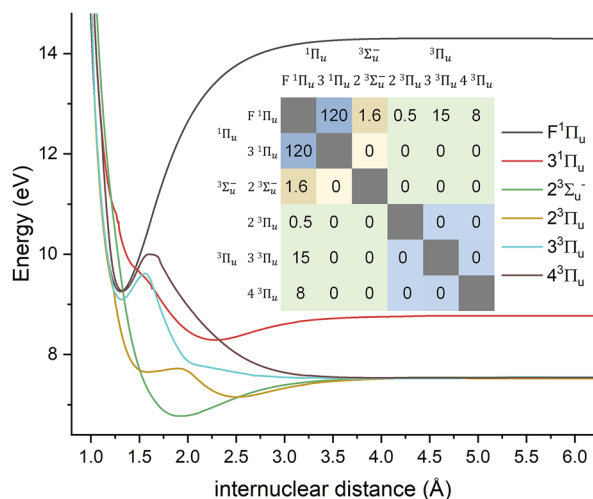 14
12
10
8
Energy (eV)
1.0 1.5 2.0 2.5 3.0 3.5 4.0 4.5 5.0 5.5 6.0
internuclear distance (Å)
¹Πᵤ ³Σᵤ⁻ ³Πᵤ
F ¹Πᵤ 3 ¹Πᵤ 2 ³Σᵤ⁻ 2 ³Πᵤ 3 ³Πᵤ 4 ³Πᵤ
F ¹Πᵤ 120 1.6 0.5 15 8
¹Πᵤ
3 ¹Πᵤ 120 0 0 0 0
³Σᵤ⁻ 2 ³Σᵤ⁻ 1.6 0 0 0 0
2 ³Πᵤ 0.5 0 0 0 0
³Πᵤ 3 ³Πᵤ 15 0 0 0 0
4 ³Πᵤ 8 0 0 0 0
F¹Πᵤ
3¹Πᵤ
2³Σᵤ⁻
2³Πᵤ
3³Πᵤ
4³Πᵤ